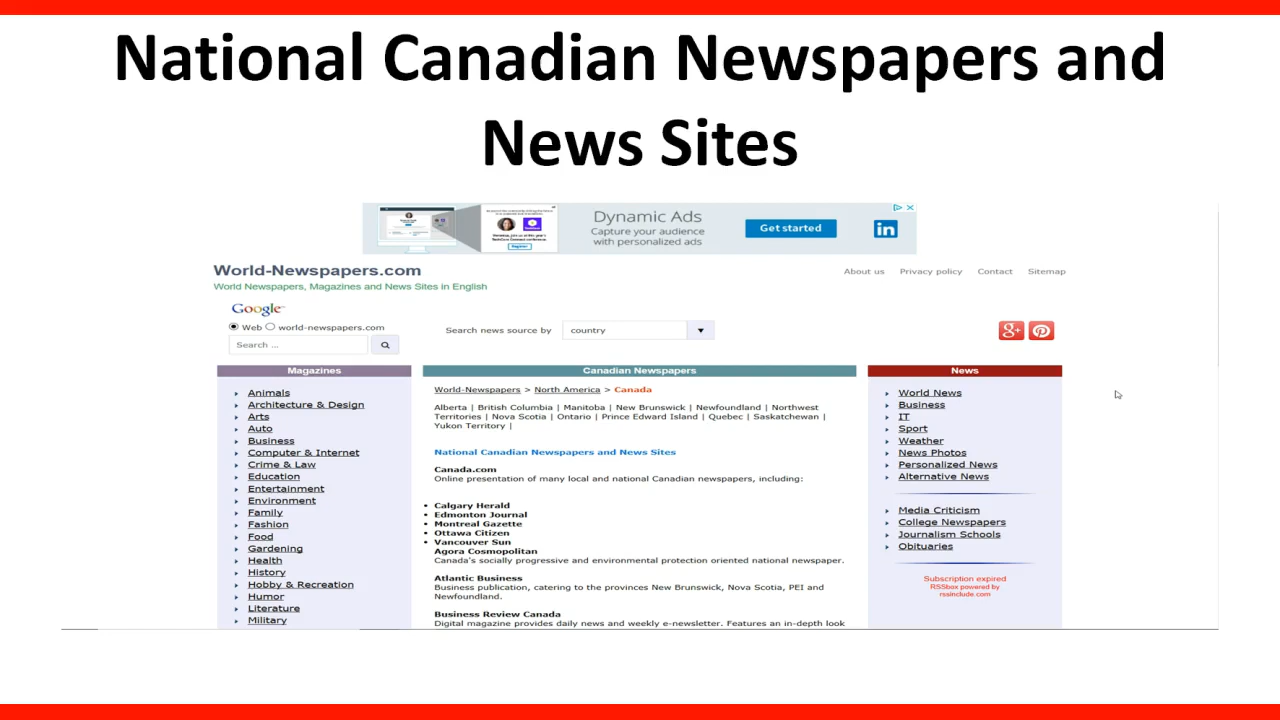 National Canadian Newspapers and
News Sites
Dynamic Ads
Capture your audience
with personalized ads
Get started
in
World-Newspapers.com
About us Privacy policy Contact Sitemap
World Newspapers, Magazines and News Sites in English
Google
Web world-newspapers.com
Search ...
Search news source by country
g+
Magazines
Animals
Architecture & Design
Arts
Auto
Business
Computer & Internet
Crime & Law
Education
Entertainment
Environment
Family
Fashion
Food
Gardening
Health
History
Hobby & Recreation
Humor
Literature
Military
Canadian Newspapers
World-Newspapers > North America > Canada
Alberta | British Columbia | Manitoba | New Brunswick | Newfoundland | Northwest
Territories | Nova Scotia | Ontario | Prince Edward Island | Quebec | Saskatchewan |
Yukon Territory |
National Canadian Newspapers and News Sites
Canada.com
Online presentation of many local and national Canadian newspapers, including:
• Calgary Herald
• Edmonton Journal
• Montreal Gazette
• Ottawa Citizen
• Vancouver Sun
Agora Cosmopolitan
Canada's socially progressive and environmental protection oriented national newspaper.
Atlantic Business
Business publication, catering to the provinces New Brunswick, Nova Scotia, PEI and
Newfoundland.
Business Review Canada
Digital magazine provides daily news and weekly e-newsletter. Features an in-depth look
News
World News
Business
IT
Sport
Weather
News Photos
Personalized News
Alternative News
Media Criticism
College Newspapers
Journalism Schools
Obituaries
Subscription expired
RSSbox powered by
rssinclude.com